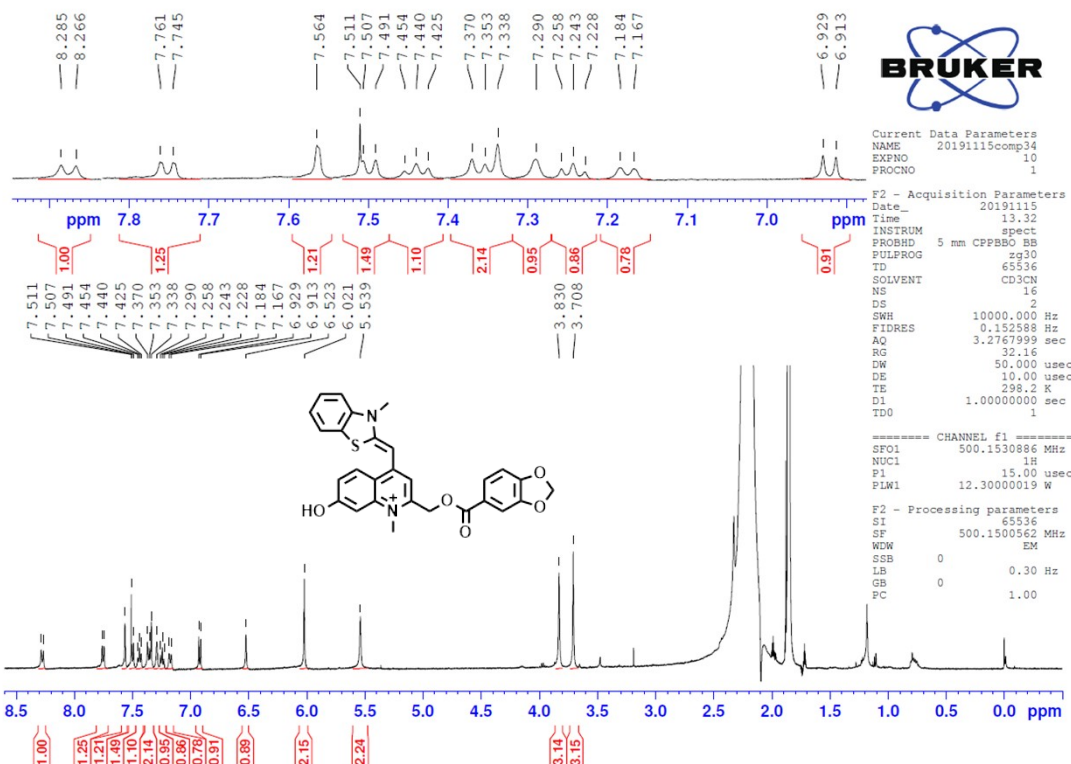 8.285
8.266
7.761
7.745
7.564
7.511
7.507
7.491
7.454
7.440
7.425
7.370
7.353
7.338
7.290
7.258
7.243
7.228
7.184
7.167
6.929
6.913
BRUKER
Current Data Parameters
NAME 20191115comp34
EXPNO 10
PROCNO 1
F2 - Acquisition Parameters
Date_ 20191115
Time 13.32
INSTRUM spect
PROBHD 5 mm CPPBBO BB
PULPROG zg30
TD 65536
SOLVENT CD3CN
NS 16
DS 2
SWH 10000.000 Hz
FIDRES 0.152588 Hz
AQ 3.2767999 sec
RG 32.16
DW 50.000 usec
DE 10.00 usec
TE 298.2 K
D1 1.00000000 sec
TD0 1
======== CHANNEL f1 ========
SFO1 500.1530886 MHz
NUC1 1H
P1 15.00 usec
PLW1 12.30000019 W
F2 - Processing parameters
SI 65536
SF 500.1500562 MHz
WDW EM
SSB 0
LB 0.30 Hz
GB 0
PC 1.00
ppm 7.8 7.7 7.6 7.5 7.4 7.3 7.2 7.1 7.0 ppm
1.00 1.25 1.21 1.49 1.10 2.14 0.95 0.86 0.78 0.91
7.511
7.507
7.491
7.454
7.440
7.425
7.370
7.353
7.338
7.290
7.258
7.243
7.228
7.184
7.167
6.929
6.913
6.523
6.021
5.539
3.830
3.708
N
S
HO
N
+
O
O
O
O
8.5 8.0 7.5 7.0 6.5 6.0 5.5 5.0 4.5 4.0 3.5 3.0 2.5 2.0 1.5 1.0 0.5 0.0 ppm
1.00 1.25 1.21 1.49 1.10 2.14 0.95 0.86 0.78 0.91 0.89 2.15 2.24 3.14 3.15